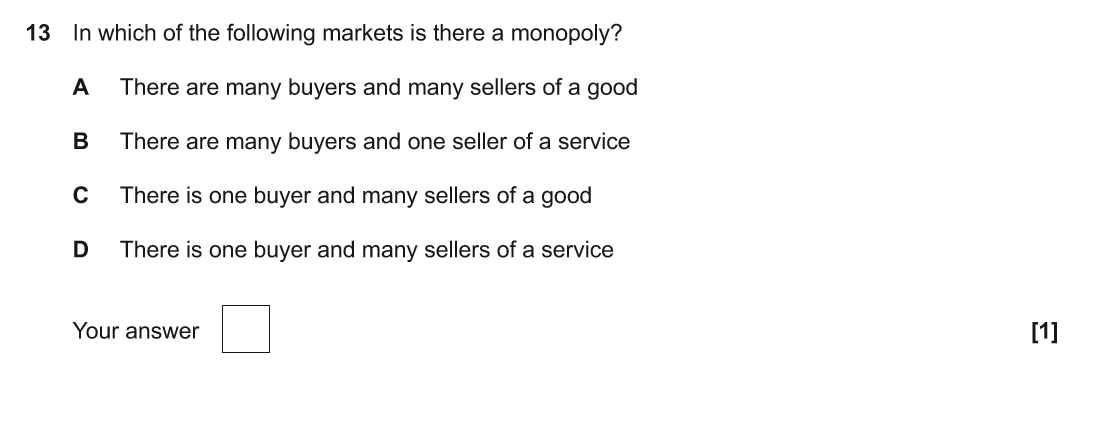 13 In which of the following markets is there a monopoly?
A There are many buyers and many sellers of a good
B There are many buyers and one seller of a service
C There is one buyer and many sellers of a good
D There is one buyer and many sellers of a service
Your answer [1]